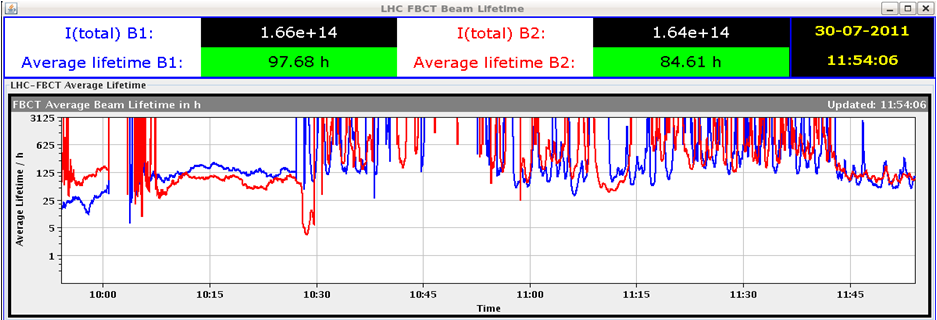 LHC FBCT Beam Lifetime
I(total) B1: 1.66e+14 I(total) B2: 1.64e+14 30-07-2011
Average lifetime B1: 97.68 h Average lifetime B2: 84.61 h 11:54:06
LHC-FBCT Average Lifetime
FBCT Average Beam Lifetime in h Updated: 11:54:06
Average Lifetime / h
3125
625
125
25
5
1
10:00 10:15 10:30 10:45 11:00 11:15 11:30 11:45
Time